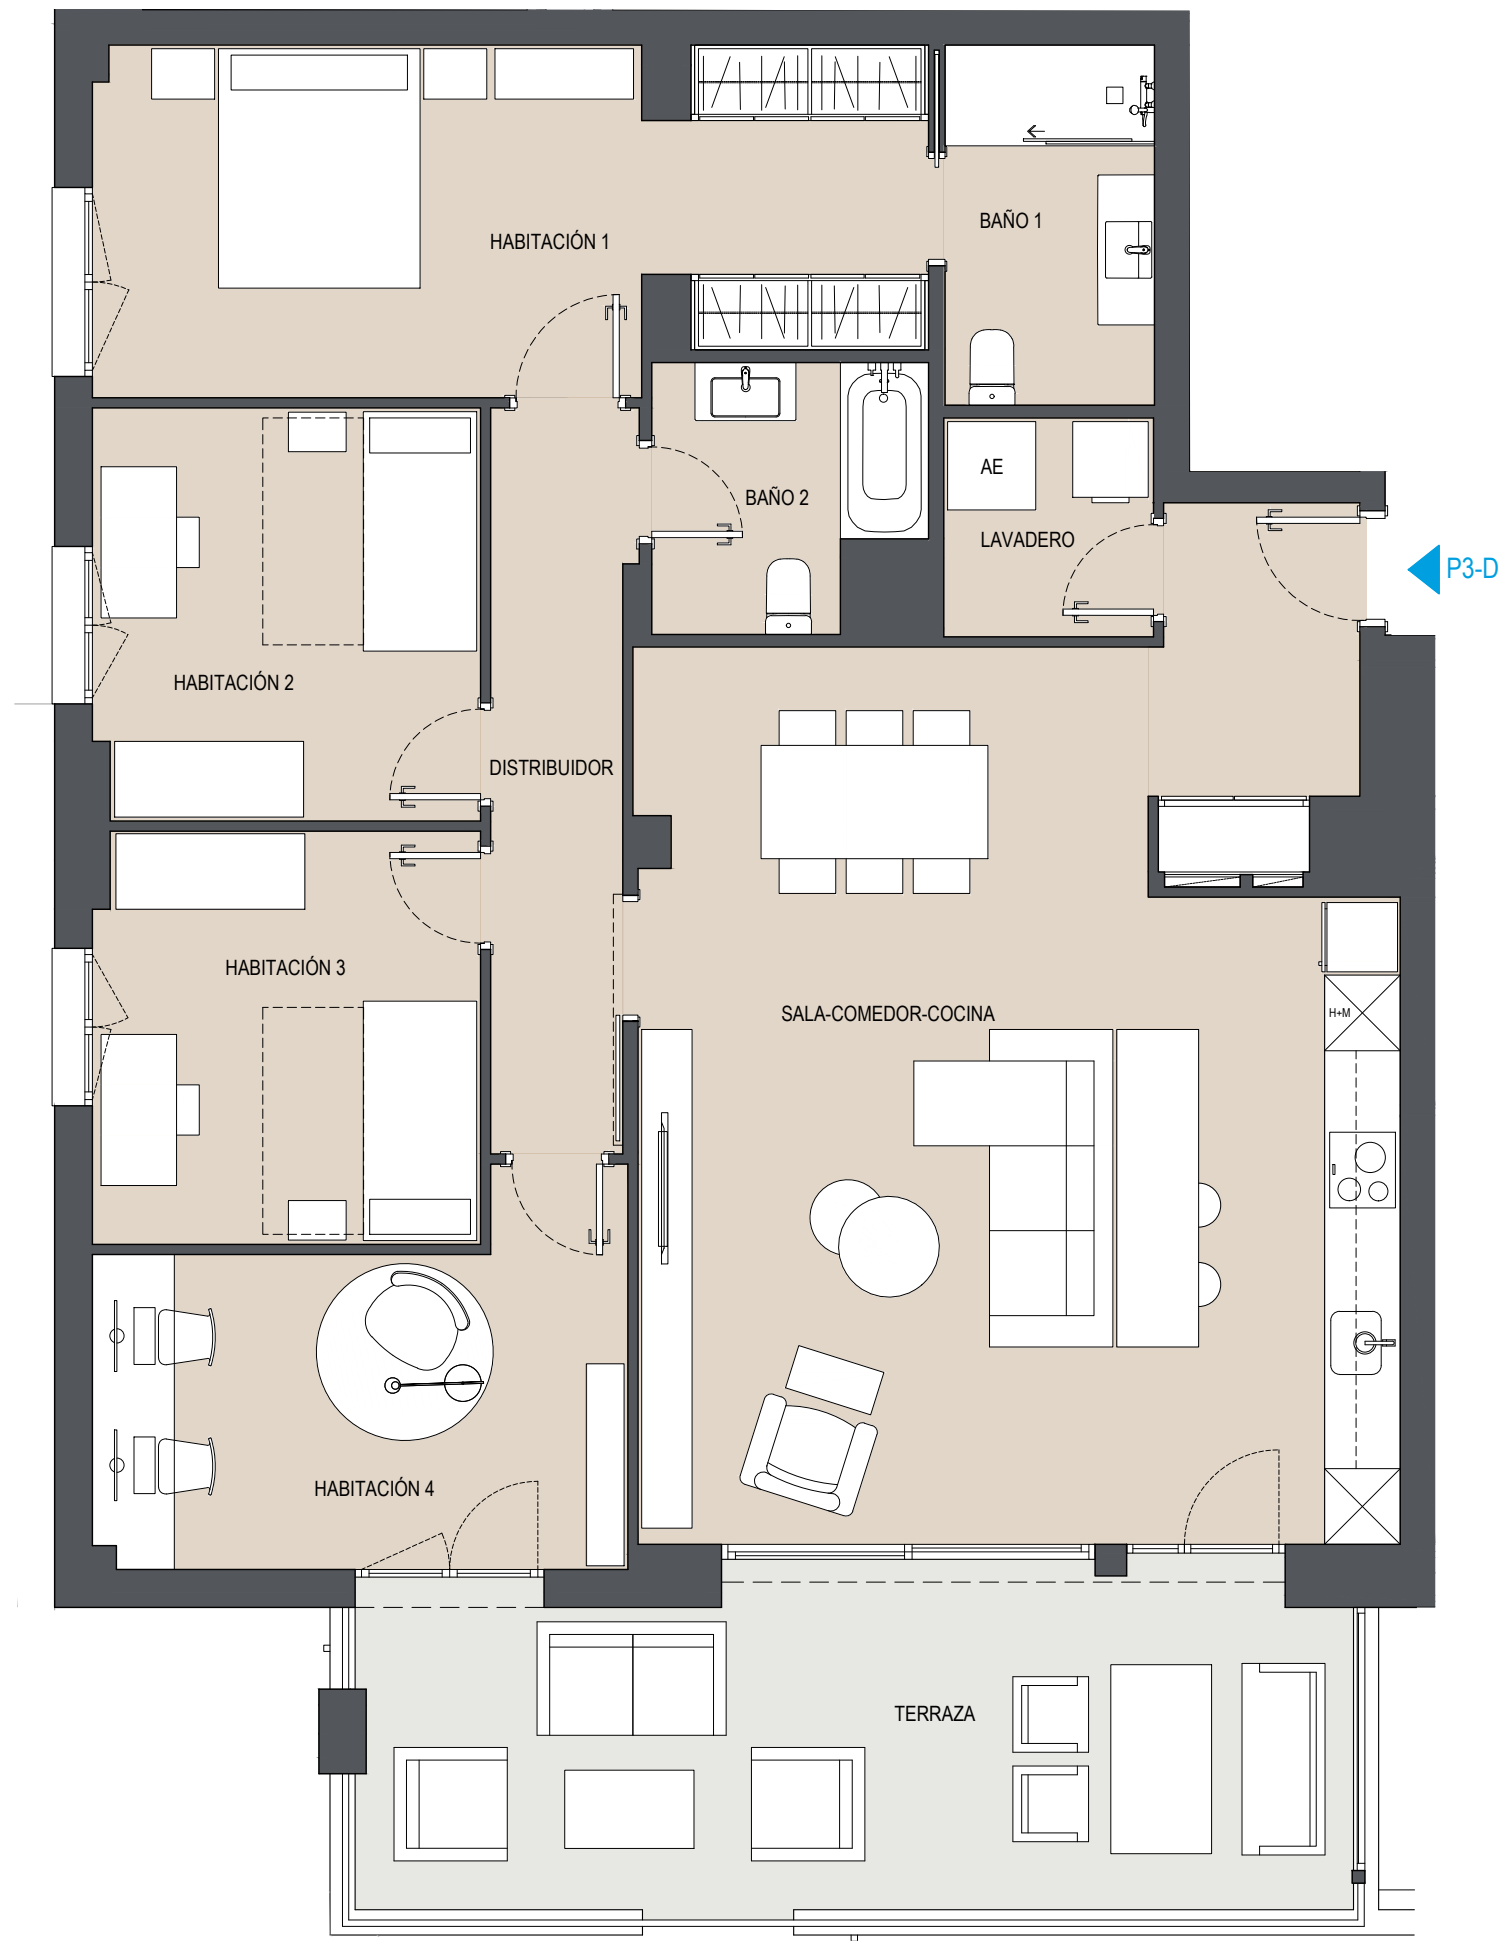 BAÑO 1
HABITACIÓN 1
AE
BAÑO 2
LAVADERO
P3-D
HABITACIÓN 2
DISTRIBUIDOR
HABITACIÓN 3
SALA-COMEDOR-COCINA
H+M
HABITACIÓN 4
TERRAZA